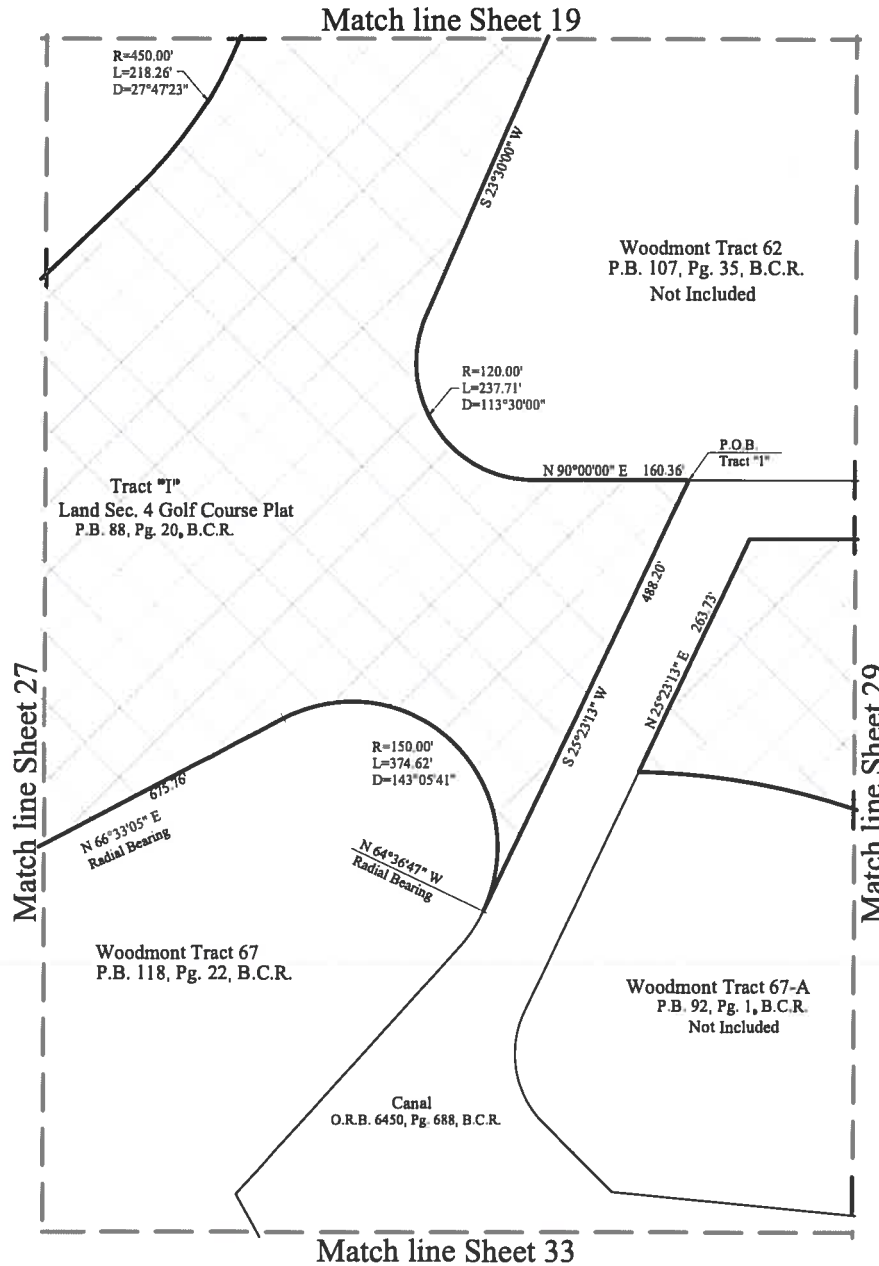 Match line Sheet 19
R=450.00'
L=218.26'
D=27°47'23"
S 23°30'00" W
Woodmont Tract 62
P.B. 107, Pg. 35, B.C.R.
Not Included
R=120.00'
L=237.71'
D=113°30'00"
P.O.B.
Tract "1"
N 90°00'00" E 160.36'
Tract "I"
Land Sec. 4 Golf Course Plat
P.B. 88, Pg. 20, B.C.R.
488.20'
263.73'
N 25°23'13" E
S 25°23'13" W
Match line Sheet 27
Match line Sheet 29
R=150.00'
L=374.62'
D=143°05'41"
675.76'
N 66°33'05" E
Radial Bearing
N 64°36'47" W
Radial Bearing
Woodmont Tract 67
P.B. 118, Pg. 22, B.C.R.
Woodmont Tract 67-A
P.B. 92, Pg. 1, B.C.R.
Not Included
Canal
O.R.B. 6450, Pg. 688, B.C.R.
Match line Sheet 33